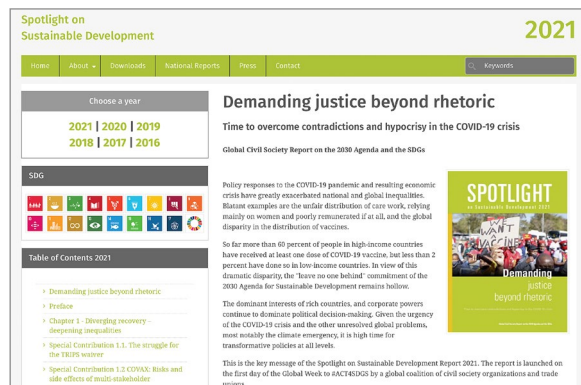 Spotlight on
Sustainable Development
2021
Home About Downloads National Reports Press Contact Keywords
Choose a year
2021 | 2020 | 2019
2018 | 2017 | 2016
SDG
Table of Contents 2021
Demanding justice beyond rhetoric
Preface
Chapter 1 - Diverging recovery –
deepening inequalities
Special Contribution 1.1. The struggle for
the TRIPS waiver
Special Contribution 1.2 COVAX: Risks and
side effects of multi-stakeholder
Demanding justice beyond rhetoric
Time to overcome contradictions and hypocrisy in the COVID-19 crisis
Global Civil Society Report on the 2030 Agenda and the SDGs
Policy responses to the COVID-19 pandemic and resulting economic
crisis have greatly exacerbated national and global inequalities.
Blatant examples are the unfair distribution of care work, relying
mainly on women and poorly remunerated if at all, and the global
disparity in the distribution of vaccines.
So far more than 60 percent of people in high-income countries
have received at least one dose of COVID-19 vaccine, but less than 2
percent have done so in low-income countries. In view of this
dramatic disparity, the "leave no one behind" commitment of the
2030 Agenda for Sustainable Development remains hollow.
The dominant interests of rich countries, and corporate powers
continue to dominate political decision-making. Given the urgency
of the COVID-19 crisis and the other unresolved global problems,
most notably the climate emergency, it is high time for
transformative policies at all levels.
This is the key message of the Spotlight on Sustainable Development Report 2021. The report is launched on
the first day of the Global Week to #ACT4SDGS by a global coalition of civil society organizations and trade
unions.
SPOTLIGHT
on Sustainable Development 2021
WE
WANT
VACCINE
Demanding
justice
beyond rhetoric